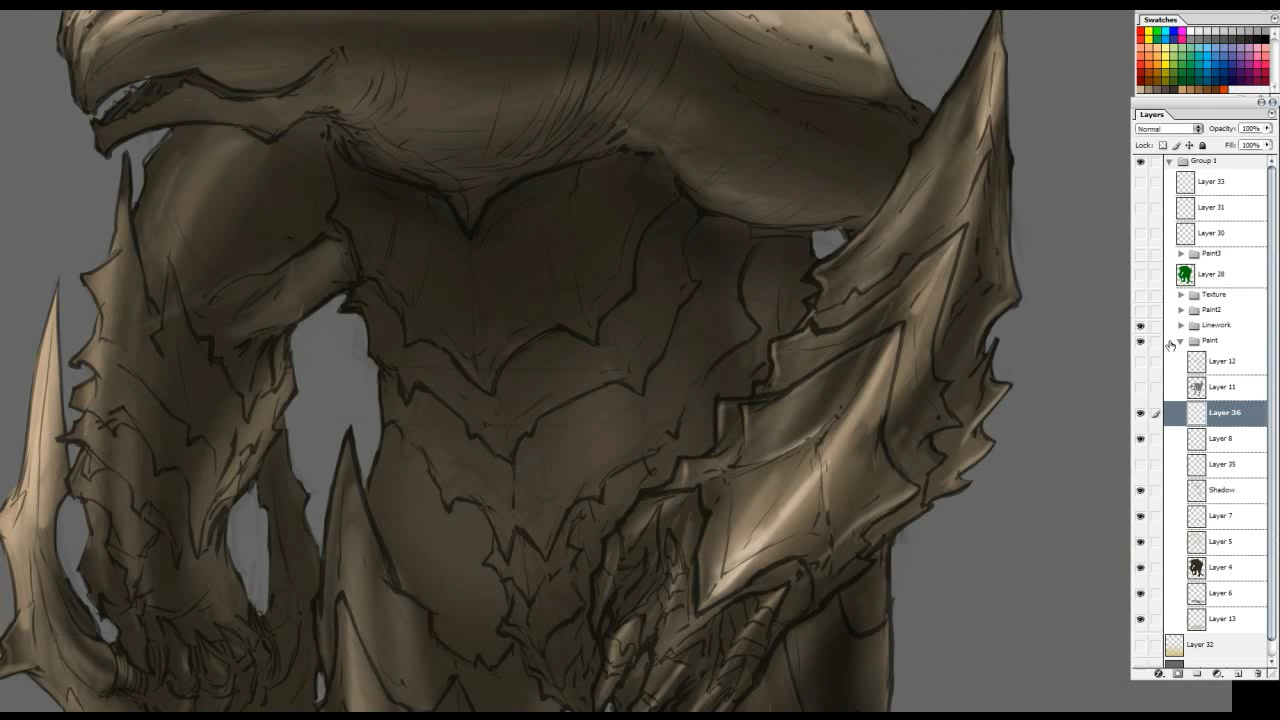 Swatches
Layers
Normal
Opacity: 100%
Lock:
Fill: 100%
Group 1
Layer 33
Layer 31
Layer 30
Paint3
Layer 28
Texture
Paint2
Linework
Paint
Layer 12
Layer 11
Layer 36
Layer 8
Layer 35
Shadow
Layer 7
Layer 5
Layer 4
Layer 6
Layer 13
Layer 32